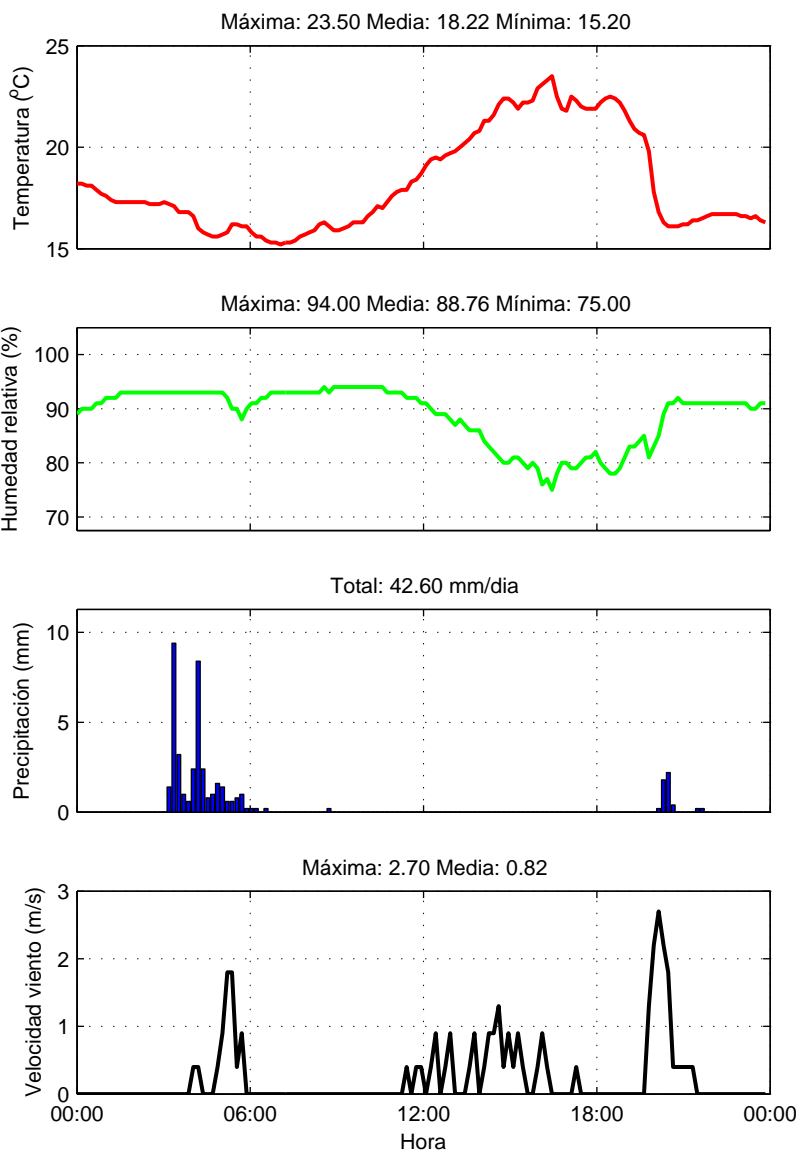 Máxima: 23.50 Media: 18.22 Mínima: 15.20
Temperatura (ºC)
25
20
15
Máxima: 94.00 Media: 88.76 Mínima: 75.00
Humedad relativa (%)
100
90
80
70
Total: 42.60 mm/dia
Precipitación (mm)
10
5
0
Máxima: 2.70 Media: 0.82
Velocidad viento (m/s)
3
2
1
0
00:00 06:00 12:00 18:00 00:00
Hora